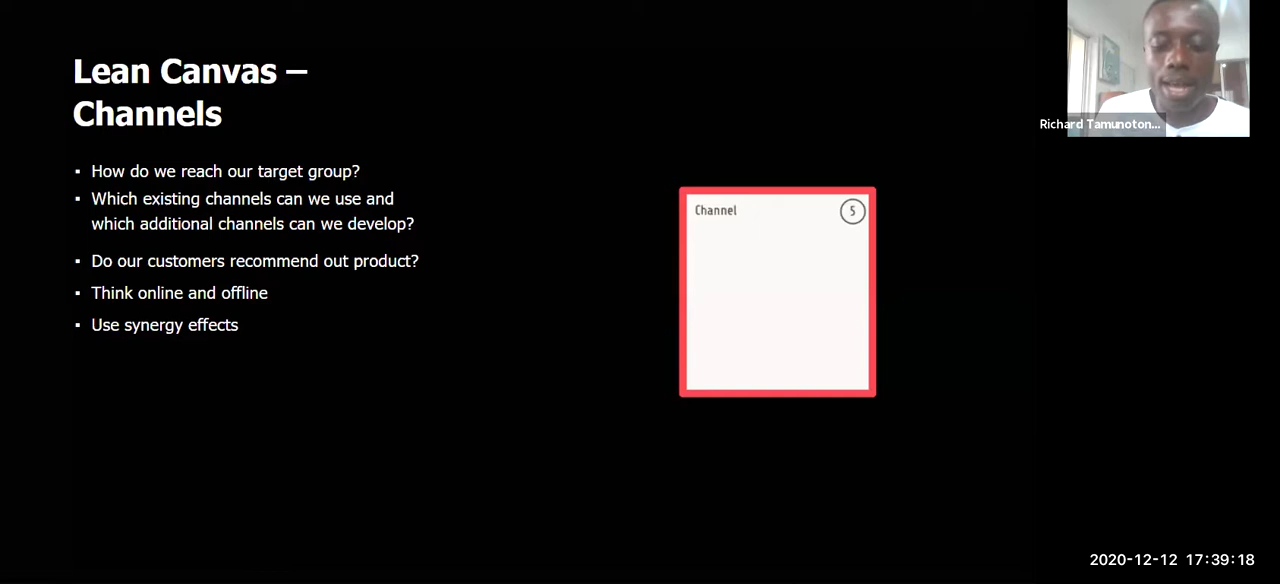 Lean Canvas –
Channels
▪ How do we reach our target group?
▪ Which existing channels can we use and
which additional channels can we develop?
▪ Do our customers recommend out product?
▪ Think online and offline
▪ Use synergy effects
Channel 5
Richard Tamunoton...
2020-12-12 17:39:18